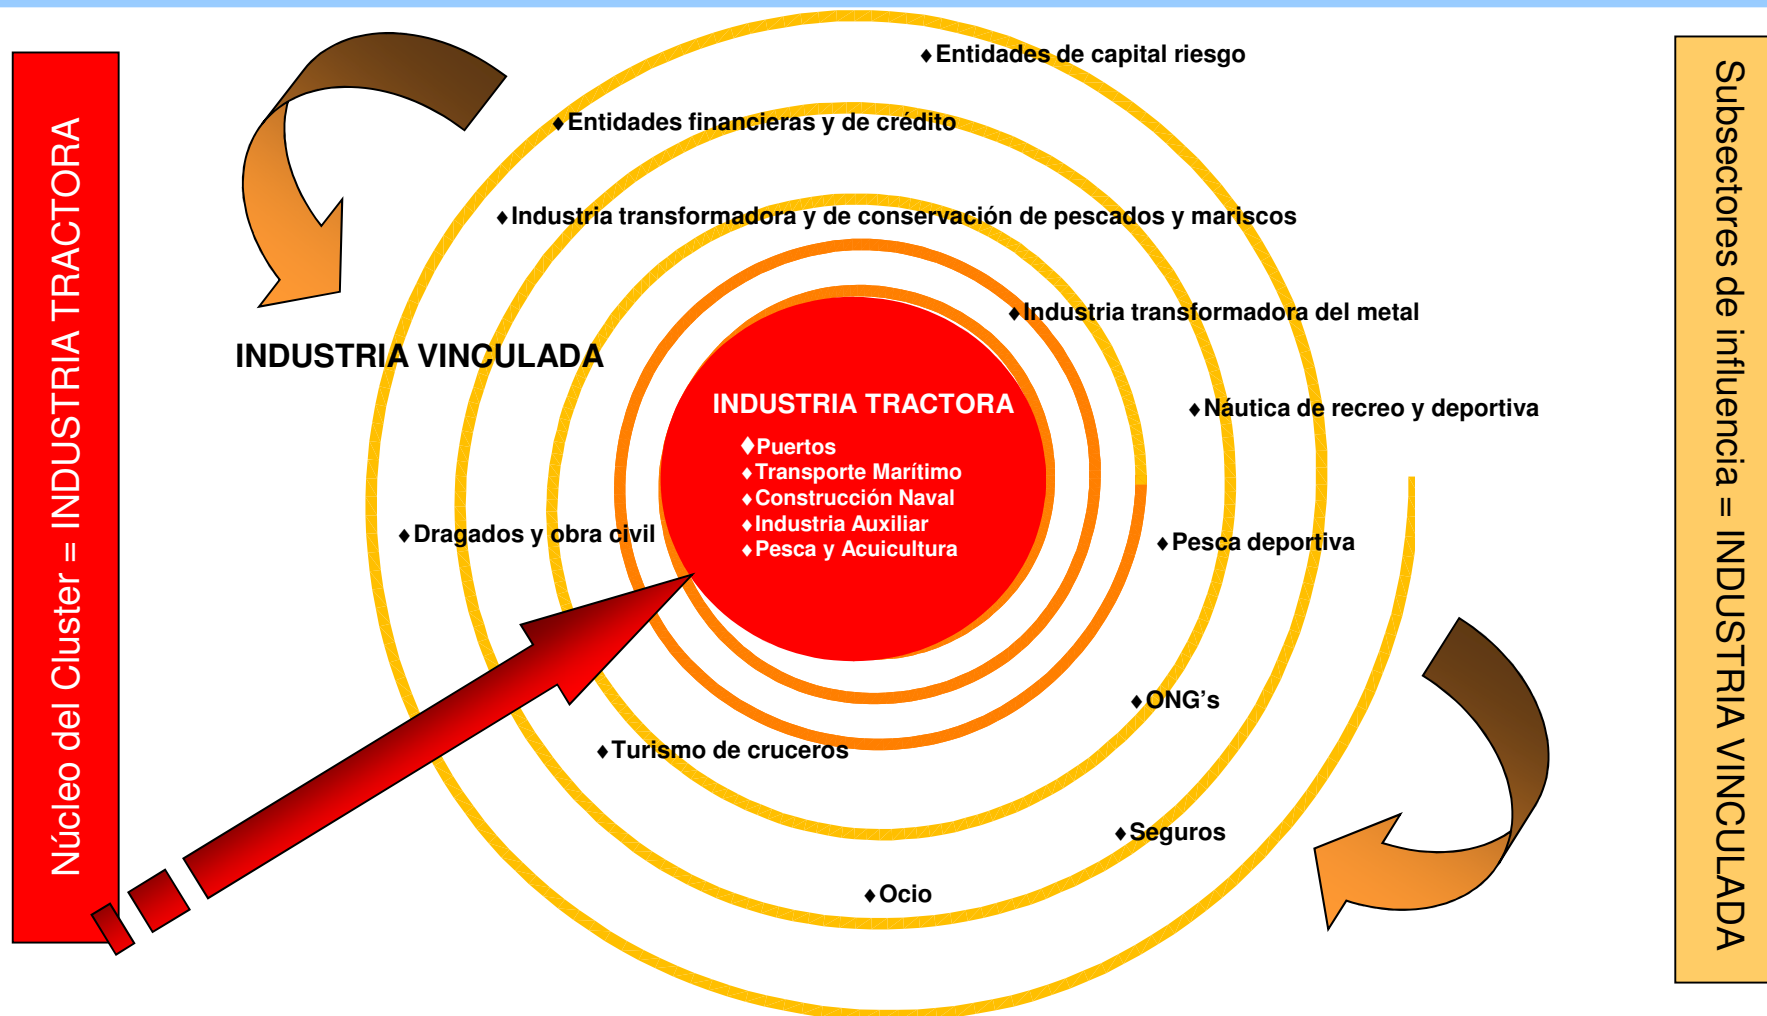 Núcleo del Cluster = INDUSTRIA TRACTORA
♦Entidades de capital riesgo
♦Entidades financieras y de crédito
♦Industria transformadora y de conservación de pescados y mariscos
♦Industria transformadora del metal
INDUSTRIA VINCULADA
INDUSTRIA TRACTORA
♦Puertos
♦Transporte Marítimo
♦Construcción Naval
♦Industria Auxiliar
♦Pesca y Acuicultura
♦Náutica de recreo y deportiva
♦Dragados y obra civil
♦Pesca deportiva
♦ONG's
♦Turismo de cruceros
♦Seguros
♦Ocio
Subsectores de influencia = INDUSTRIA VINCULADA